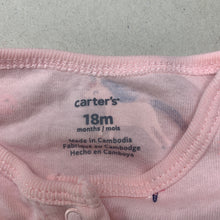 carter's
18m
months / mois
Made in Cambodia
Fabriqué au Cambodge
Hecho en Camboya